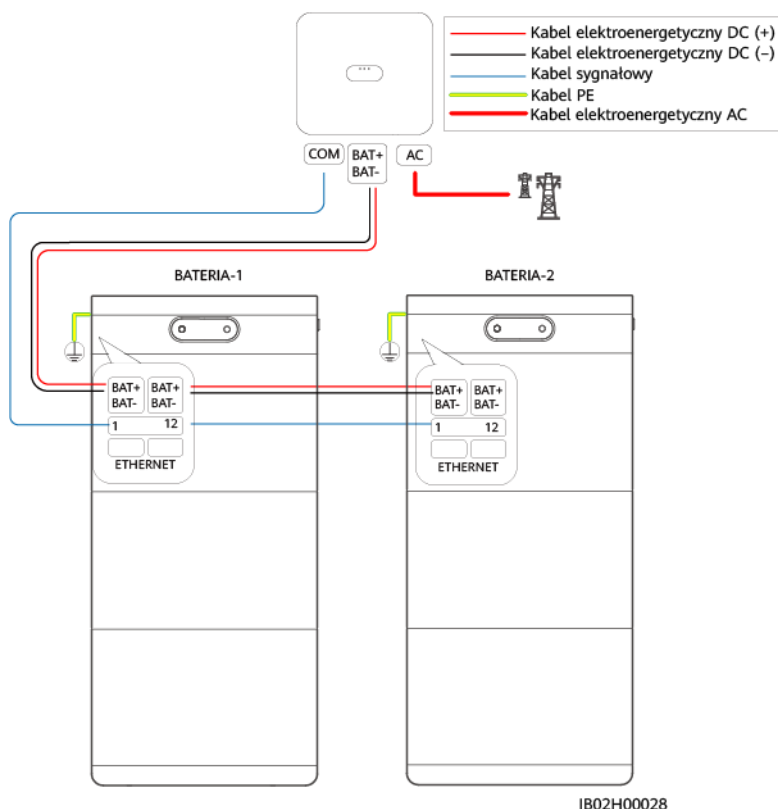 Kabel elektroenergetyczny DC (+)
Kabel elektroenergetyczny DC (−)
Kabel sygnałowy
Kabel PE
Kabel elektroenergetyczny AC
COM
BAT+
BAT-
AC
BATERIA-1
BATERIA-2
BAT+ BAT+
BAT- BAT-
1 12
ETHERNET
BAT+ BAT+
BAT- BAT-
1 12
ETHERNET
IB02H00028